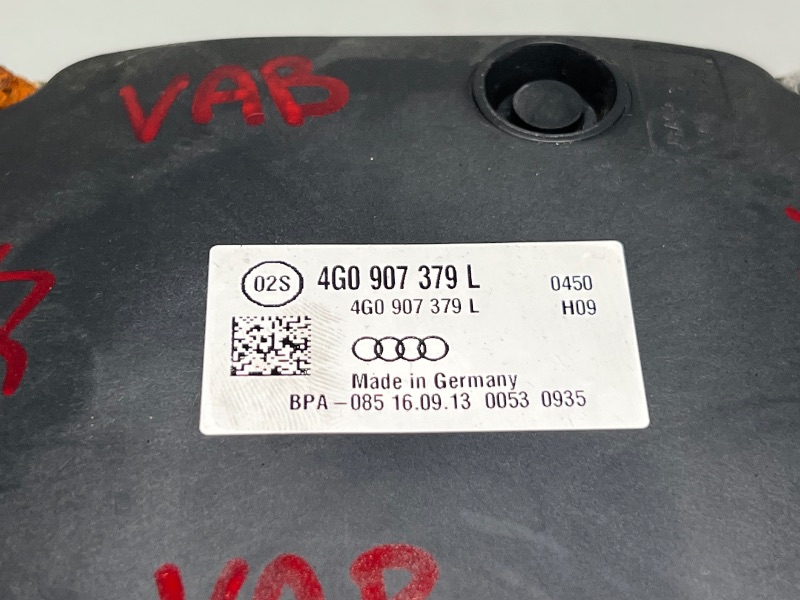 VAB
02S 4G0 907 379 L 0450
4G0 907 379 L H09
Made in Germany
BPA-085 16.09.13 0053 0935
VAB